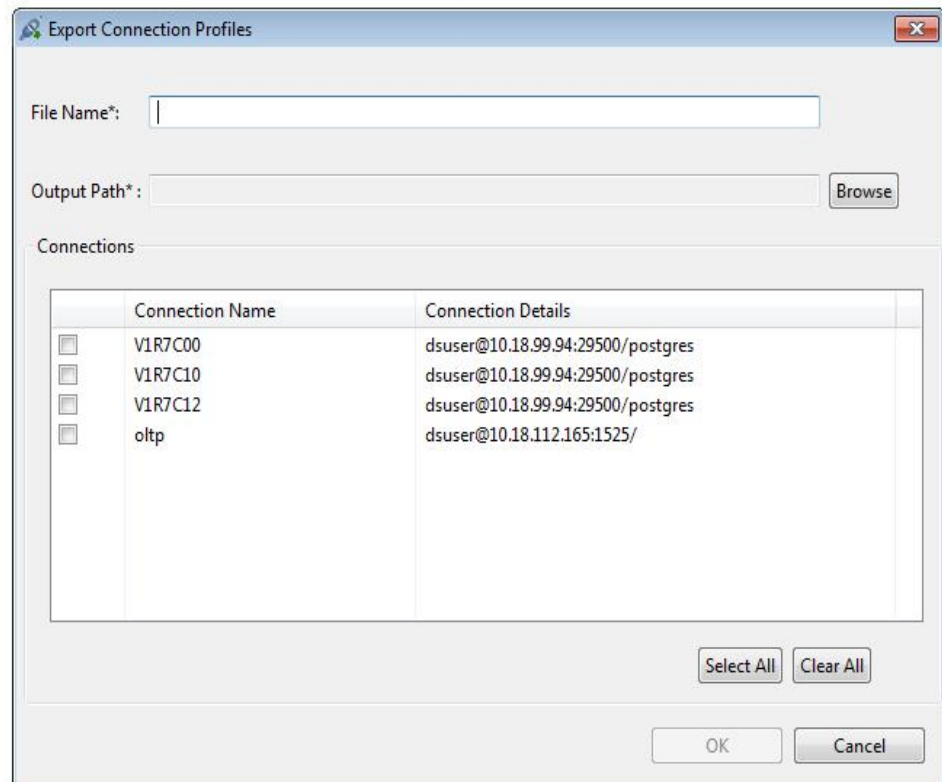 Export Connection Profiles
File Name*:
Output Path* :
Browse
Connections
Connection Name Connection Details
V1R7C00 dsuser@10.18.99.94:29500/postgres
V1R7C10 dsuser@10.18.99.94:29500/postgres
V1R7C12 dsuser@10.18.99.94:29500/postgres
oltp dsuser@10.18.112.165:1525/
Select All Clear All
OK Cancel